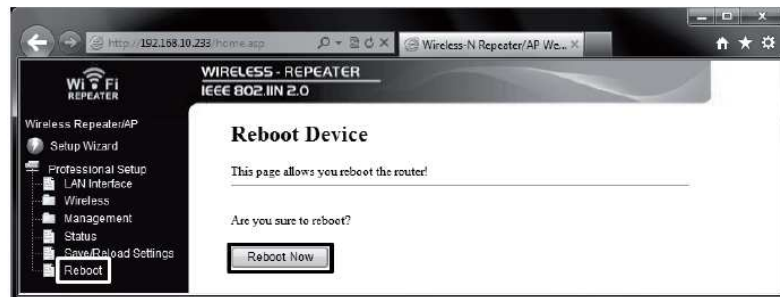 http://192.168.10.233/home.asp
Wireless-N Repeater/AP We...
Wi Fi
REPEATER
WIRELESS - REPEATER
IEEE 802.11N 2.0
Wireless Repeater/AP
Setup Wizard
Professional Setup
LAN Interface
Wireless
Management
Status
Save/Reload Settings
Reboot
Reboot Device
This page allows you reboot the router!
Are you sure to reboot?
Reboot Now